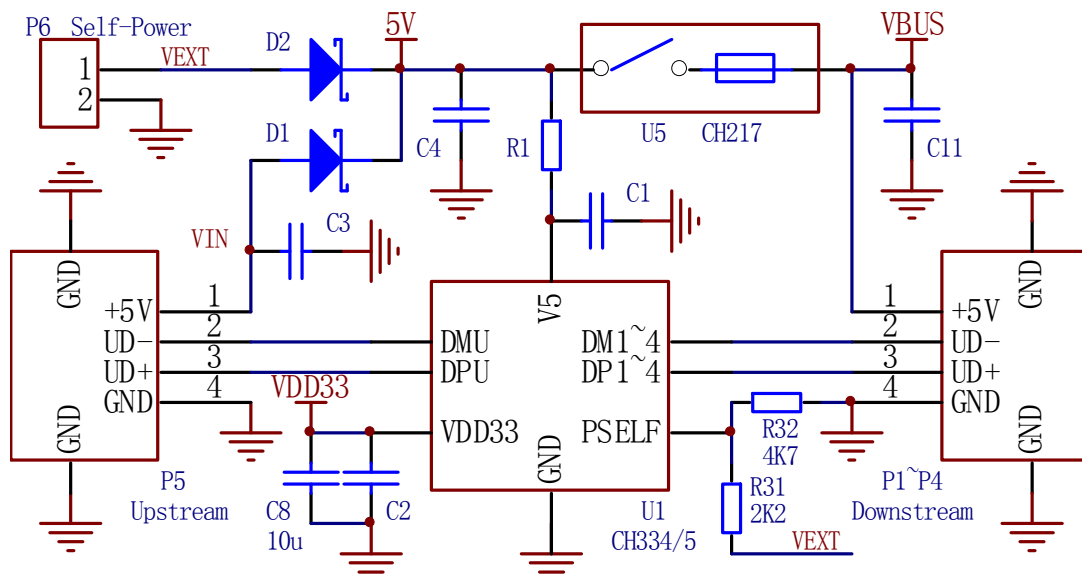 P6 Self-Power
D2
5V
VBUS
VEXT
1
2
D1
C4
R1
U5
CH217
C11
C3
C1
VIN
GND
V5
GND
+5V
1
1
+5V
UD-
2
DMU
DM1~4
2
UD-
UD+
3
DPU
DP1~4
3
UD+
GND
4
VDD33
4
GND
GND
VDD33
GND
PSELF
R32
4K7
GND
P5
Upstream
C8
10u
C2
U1
CH334/5
R31
2K2
VEXT
P1~P4
Downstream